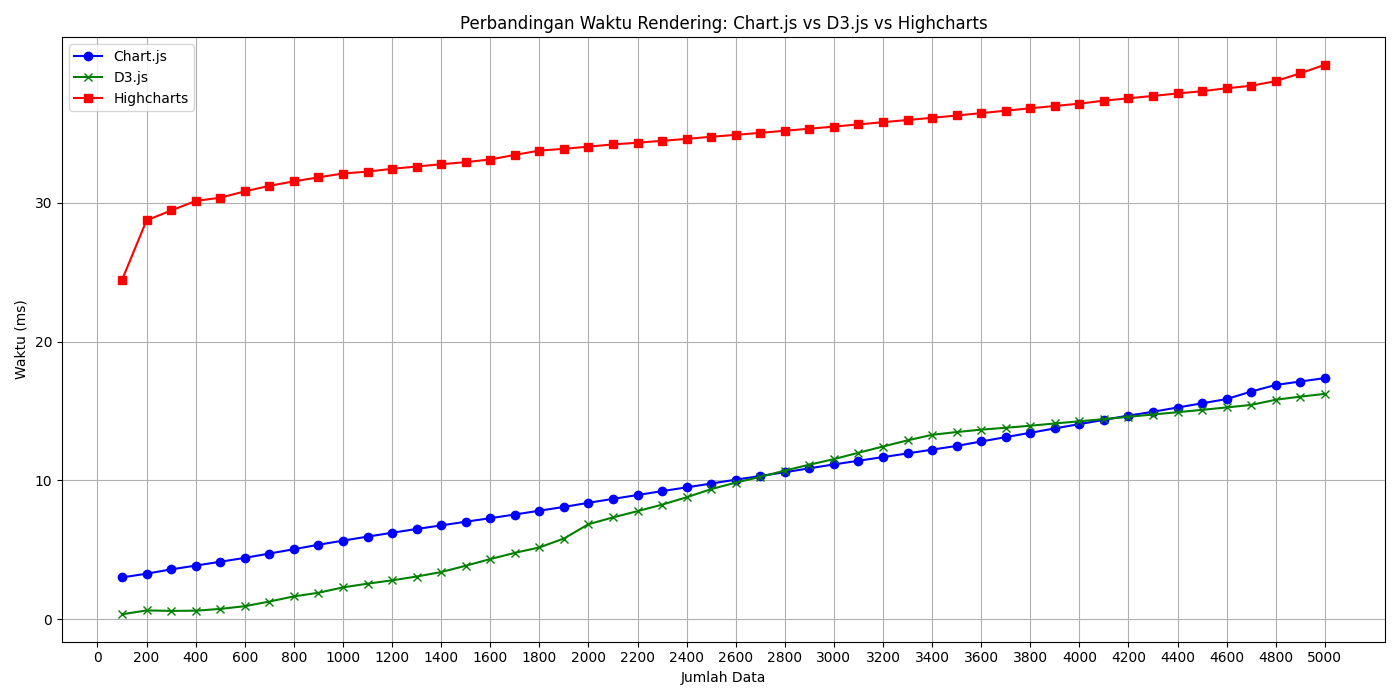 Perbandingan Waktu Rendering: Chart.js vs D3.js vs Highcharts
Chart.js
D3.js
Highcharts
Waktu (ms)
30
20
10
0
0 200 400 600 800 1000 1200 1400 1600 1800 2000 2200 2400 2600 2800 3000 3200 3400 3600 3800 4000 4200 4400 4600 4800 5000
Jumlah Data